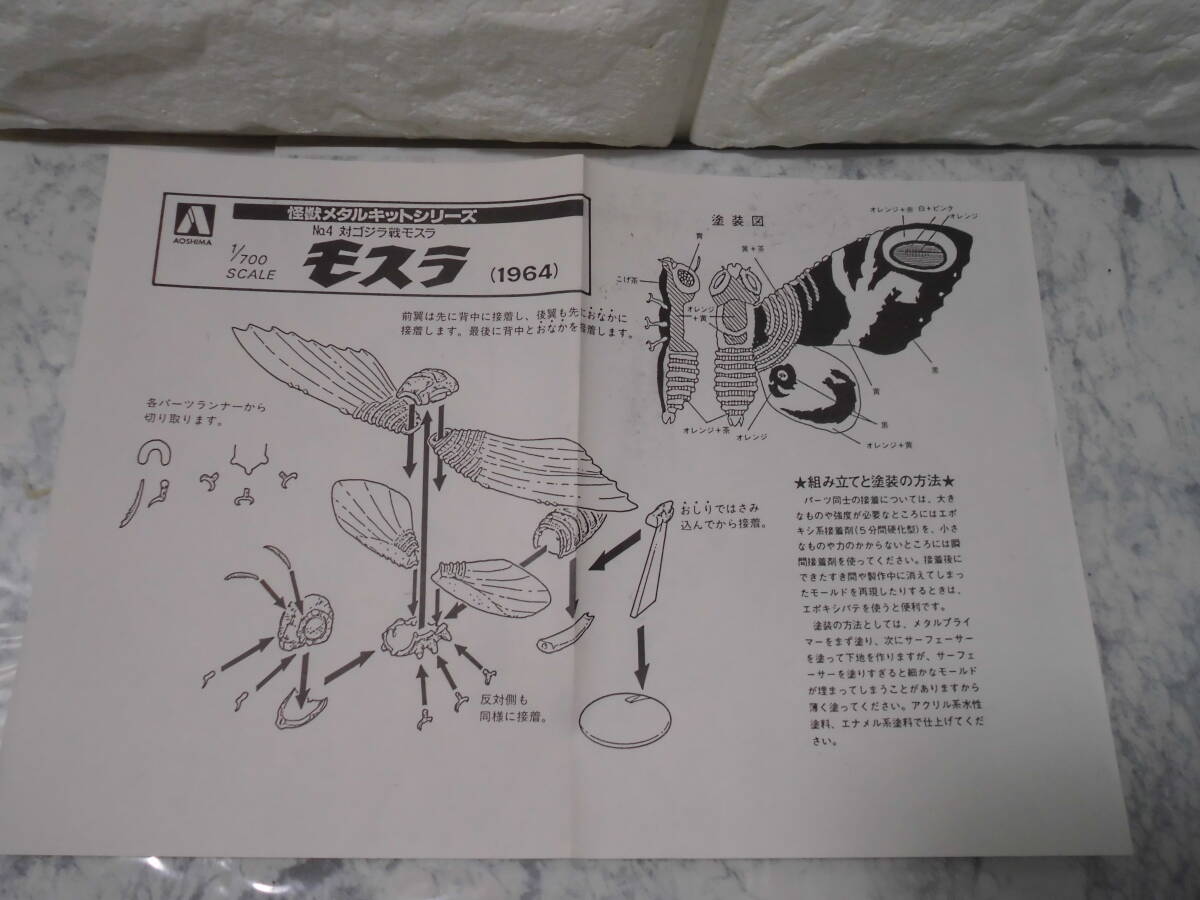 AOSHIMA
怪獣メタルキットシリーズ
No.4 対ゴジラ戦モスラ
1/700
SCALE
モスラ
(1964)
前翼は先に背中に接着し、後翼も先におなかに
接着します。最後に背中とおなかを接着します。
各パーツランナーから
切り取ります。
おしりではさみ
込んでから接着。
反対側も
同様に接着。
塗装図
オレンジ+赤
白+ピンク
オレンジ
黄+茶
こげ茶
オレンジ
+黄
黒
黄
黒
オレンジ+茶
オレンジ
オレンジ+黄
★組み立てと塗装の方法★
パーツ同士の接着については、大き
なものや強度が必要なところにはエポ
キシ系接着剤(5分間硬化型)を、小さ
なものや力のかからないところには瞬
間接着剤を使ってください。接着後に
できたすき間や製作中に消えてしまっ
たモールドを再現したりするときは、
エポキシパテを使うと便利です。
塗装の方法としては、メタルプライ
マーをまず塗り、次にサーフェーサー
を塗って下地を作りますが、サーフェ
ーサーを塗りすぎると細かなモールド
が埋まってしまうことがありますから
薄く塗ってください。アクリル系水性
塗料、エナメル系塗料で仕上げてくだ
さい。